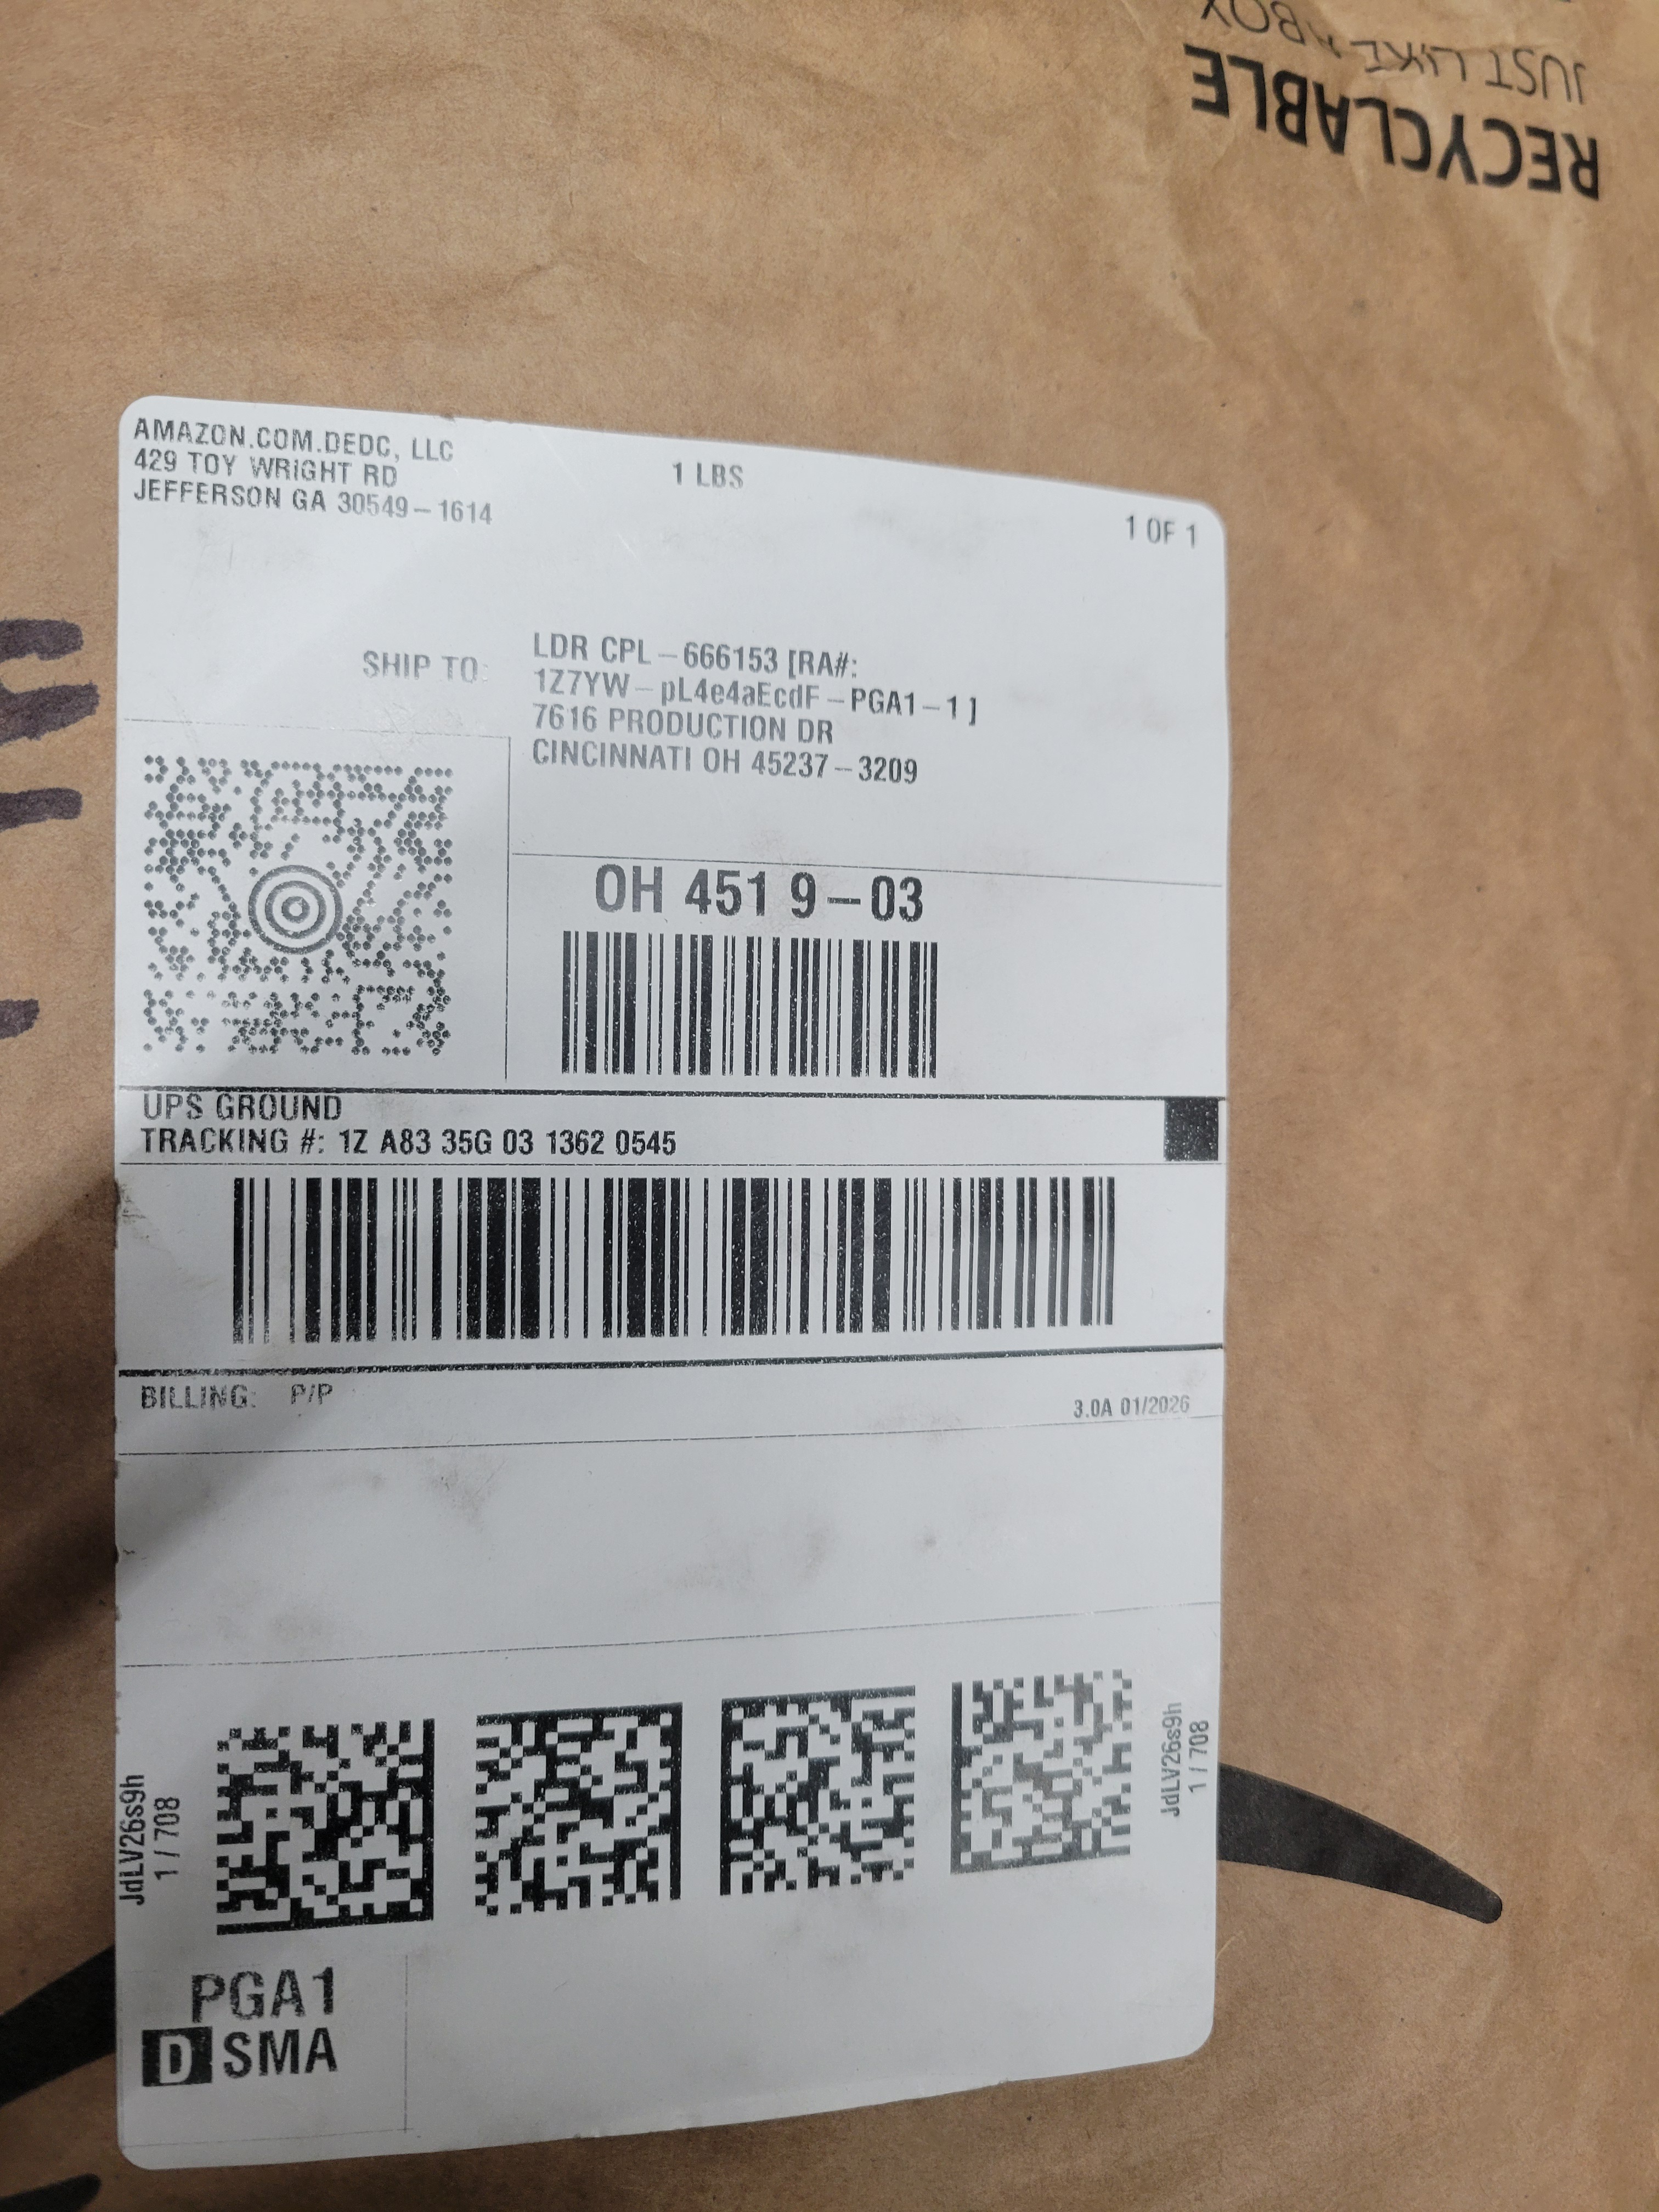 RECYCLABLE
JUST LIKE A BOX
AMAZON.COM.DEDC, LLC
429 TOY WRIGHT RD
JEFFERSON GA 30549-1614
1 LBS
1 OF 1
SHIP TO:
LDR CPL-666153 [RA#:
1Z7YW-pL4e4aEcdF-PGA1-1 ]
7616 PRODUCTION DR
CINCINNATI OH 45237-3209
OH 451 9-03
UPS GROUND
TRACKING #: 1Z A83 35G 03 1362 0545
BILLING: P/P
3.0A 01/2026
JdLV26s9h
1 / 708
JdLV26s9h
1 / 708
PGA1
D SMA